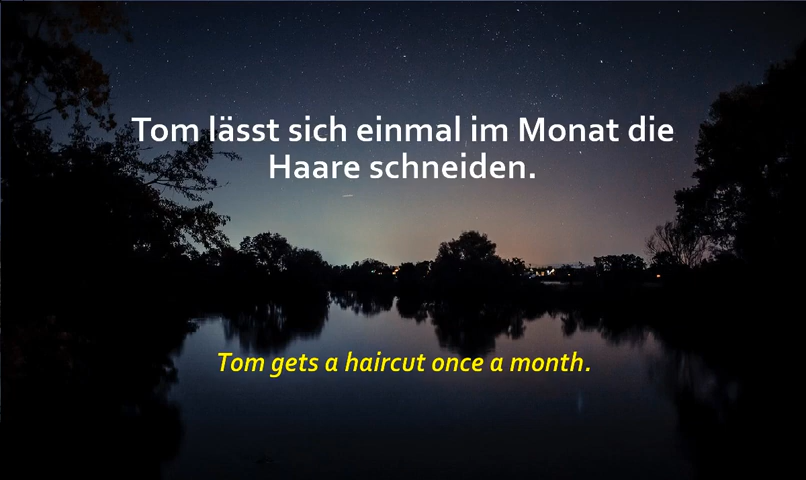 Tom lässt sich einmal im Monat die
Haare schneiden.
Tom gets a haircut once a month.